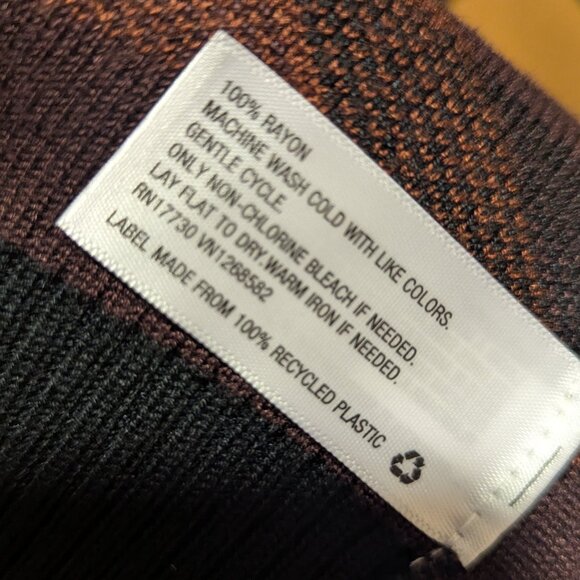 100% RAYON
MACHINE WASH COLD WITH LIKE COLORS.
GENTLE CYCLE.
ONLY NON-CHLORINE BLEACH IF NEEDED.
LAY FLAT TO DRY. WARM IRON IF NEEDED.
RN17730 VN1268582
LABEL MADE FROM 100% RECYCLED PLASTIC